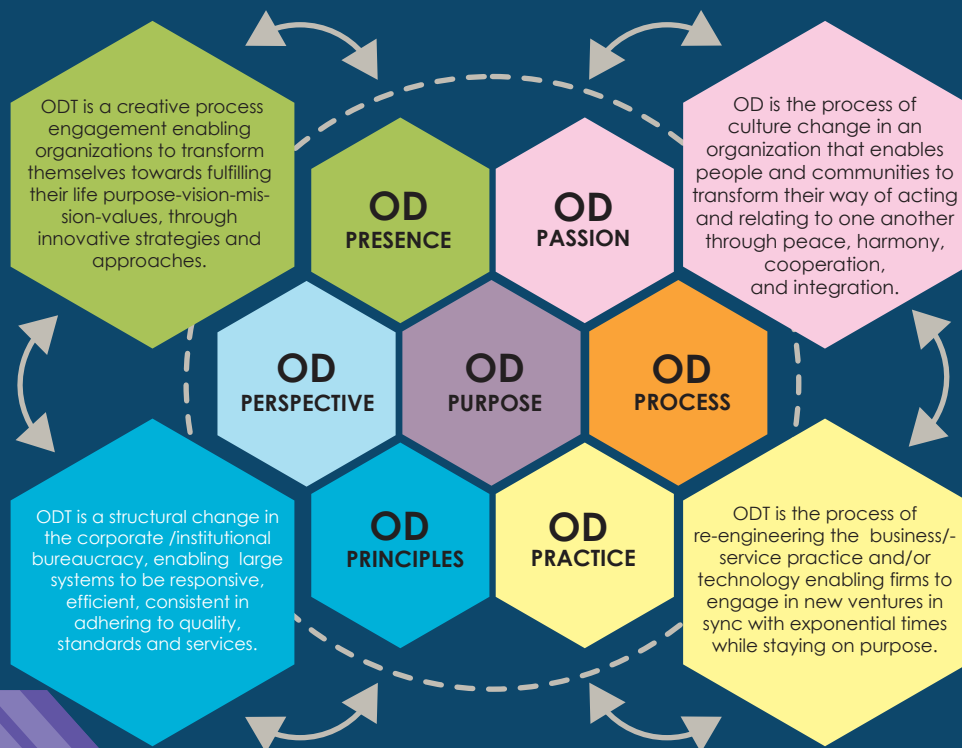 ODT is a creative process
engagement enabling
organizations to transform
themselves towards fulfilling
their life purpose-vision-mis-
sion-values, through
innovative strategies and
approaches.
OD is the process of
culture change in an
organization that enables
people and communities to
transform their way of acting
and relating to one another
through peace, harmony,
cooperation,
and integration.
OD
PRESENCE
OD
PASSION
OD
PERSPECTIVE
OD
PURPOSE
OD
PROCESS
OD
PRINCIPLES
OD
PRACTICE
ODT is a structural change in
the corporate /institutional
bureaucracy, enabling large
systems to be responsive,
efficient, consistent in
adhering to quality,
standards and services.
ODT is the process of
re-engineering the business/-
service practice and/or
technology enabling firms to
engage in new ventures in
sync with exponential times
while staying on purpose.